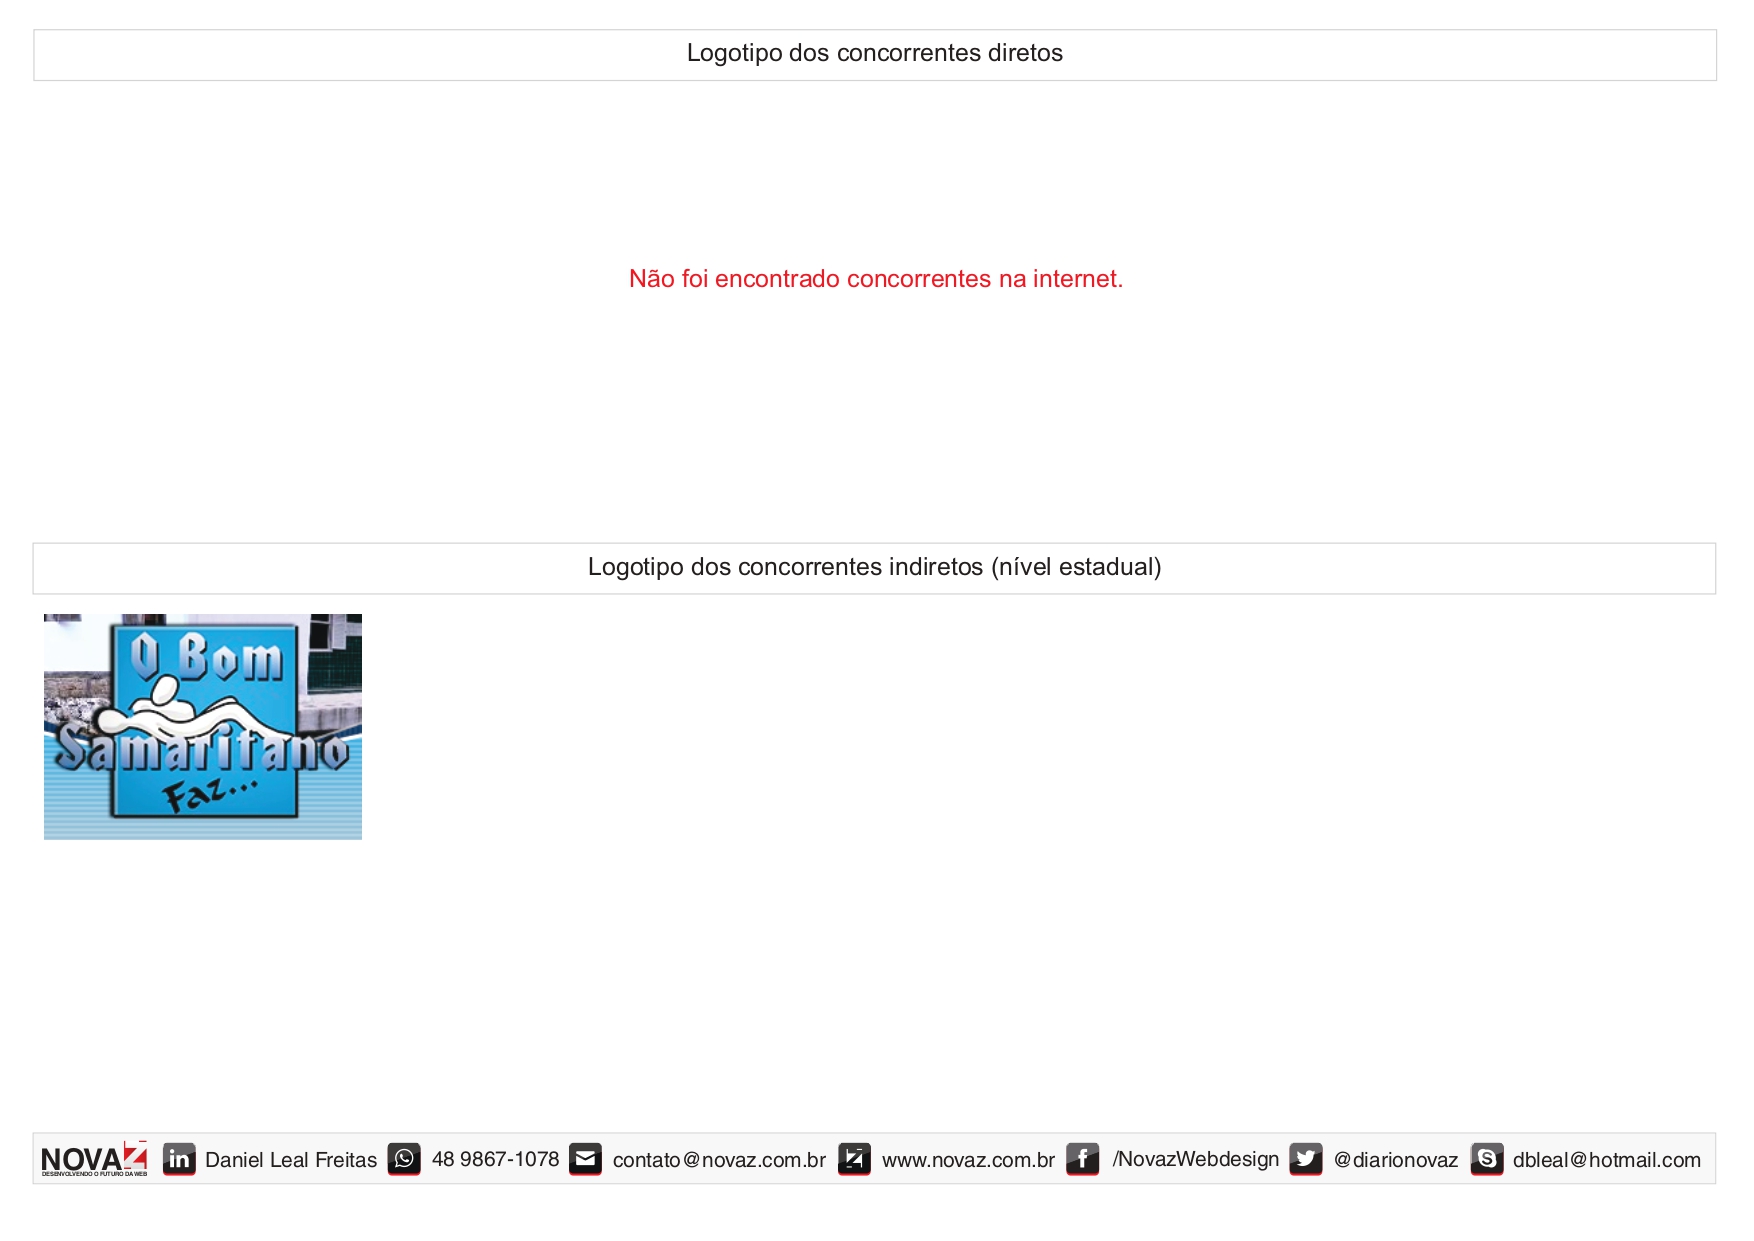 Logotipo dos concorrentes diretos
Não foi encontrado concorrentes na internet.
Logotipo dos concorrentes indiretos (nível estadual)
O Bom
Samaritano
Faz...
NOVAZ in Daniel Leal Freitas 48 9867-1078 contato@novaz.com.br www.novaz.com.br f /NovazWebdesign @diarionovaz S dbleal@hotmail.com
DESENVOLVENDO O FUTURO DA WEB